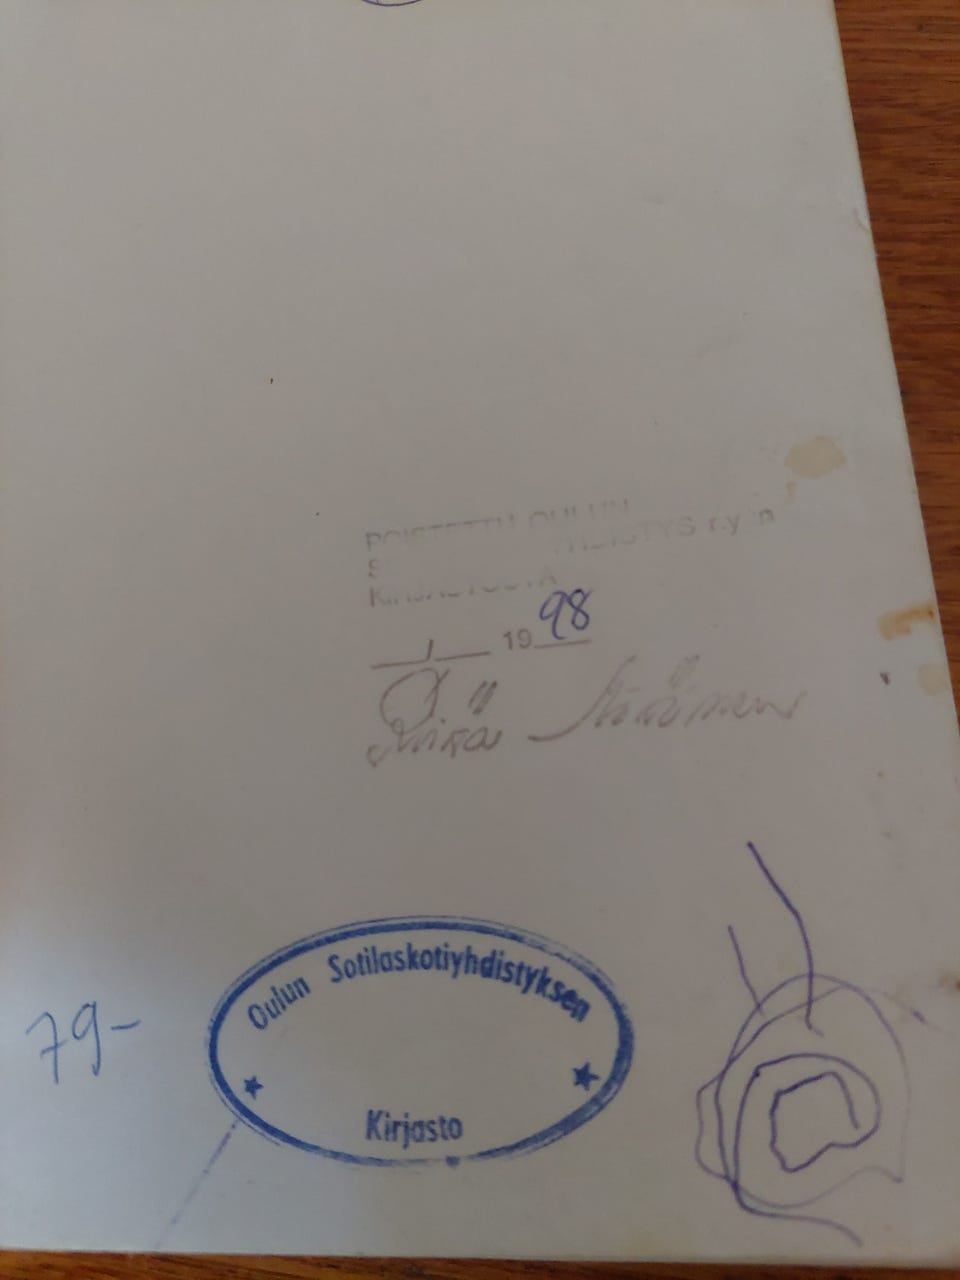 POISTETTU OULUN
S YHDISTYS r.y:n
KIRJASTOSTA
/ 19 98
79-
Oulun Sotilaskotiyhdistyksen
Kirjasto